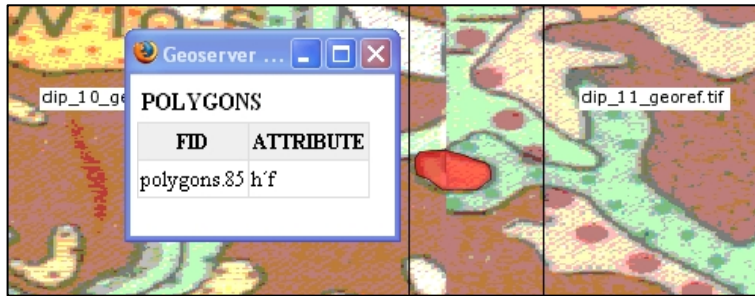 Geoserver ...
dip_10_ge
dip_11_georef.tif
POLYGONS
FID ATTRIBUTE
polygons.85 h´f